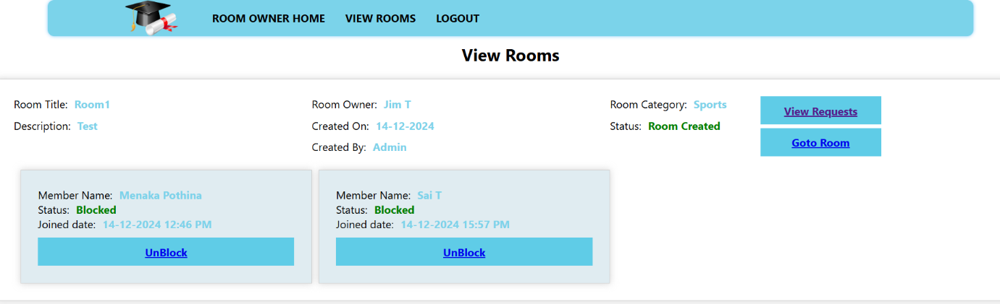 ROOM OWNER HOME VIEW ROOMS LOGOUT
View Rooms
Room Title: Room1 Room Owner: Jim T Room Category: Sports View Requests
Description: Test Created On: 14-12-2024 Status: Room Created
Created By: Admin Goto Room
Member Name: Menaka Pothina
Status: Blocked
Joined date: 14-12-2024 12:46 PM
UnBlock
Member Name: Sai T
Status: Blocked
Joined date: 14-12-2024 15:57 PM
UnBlock